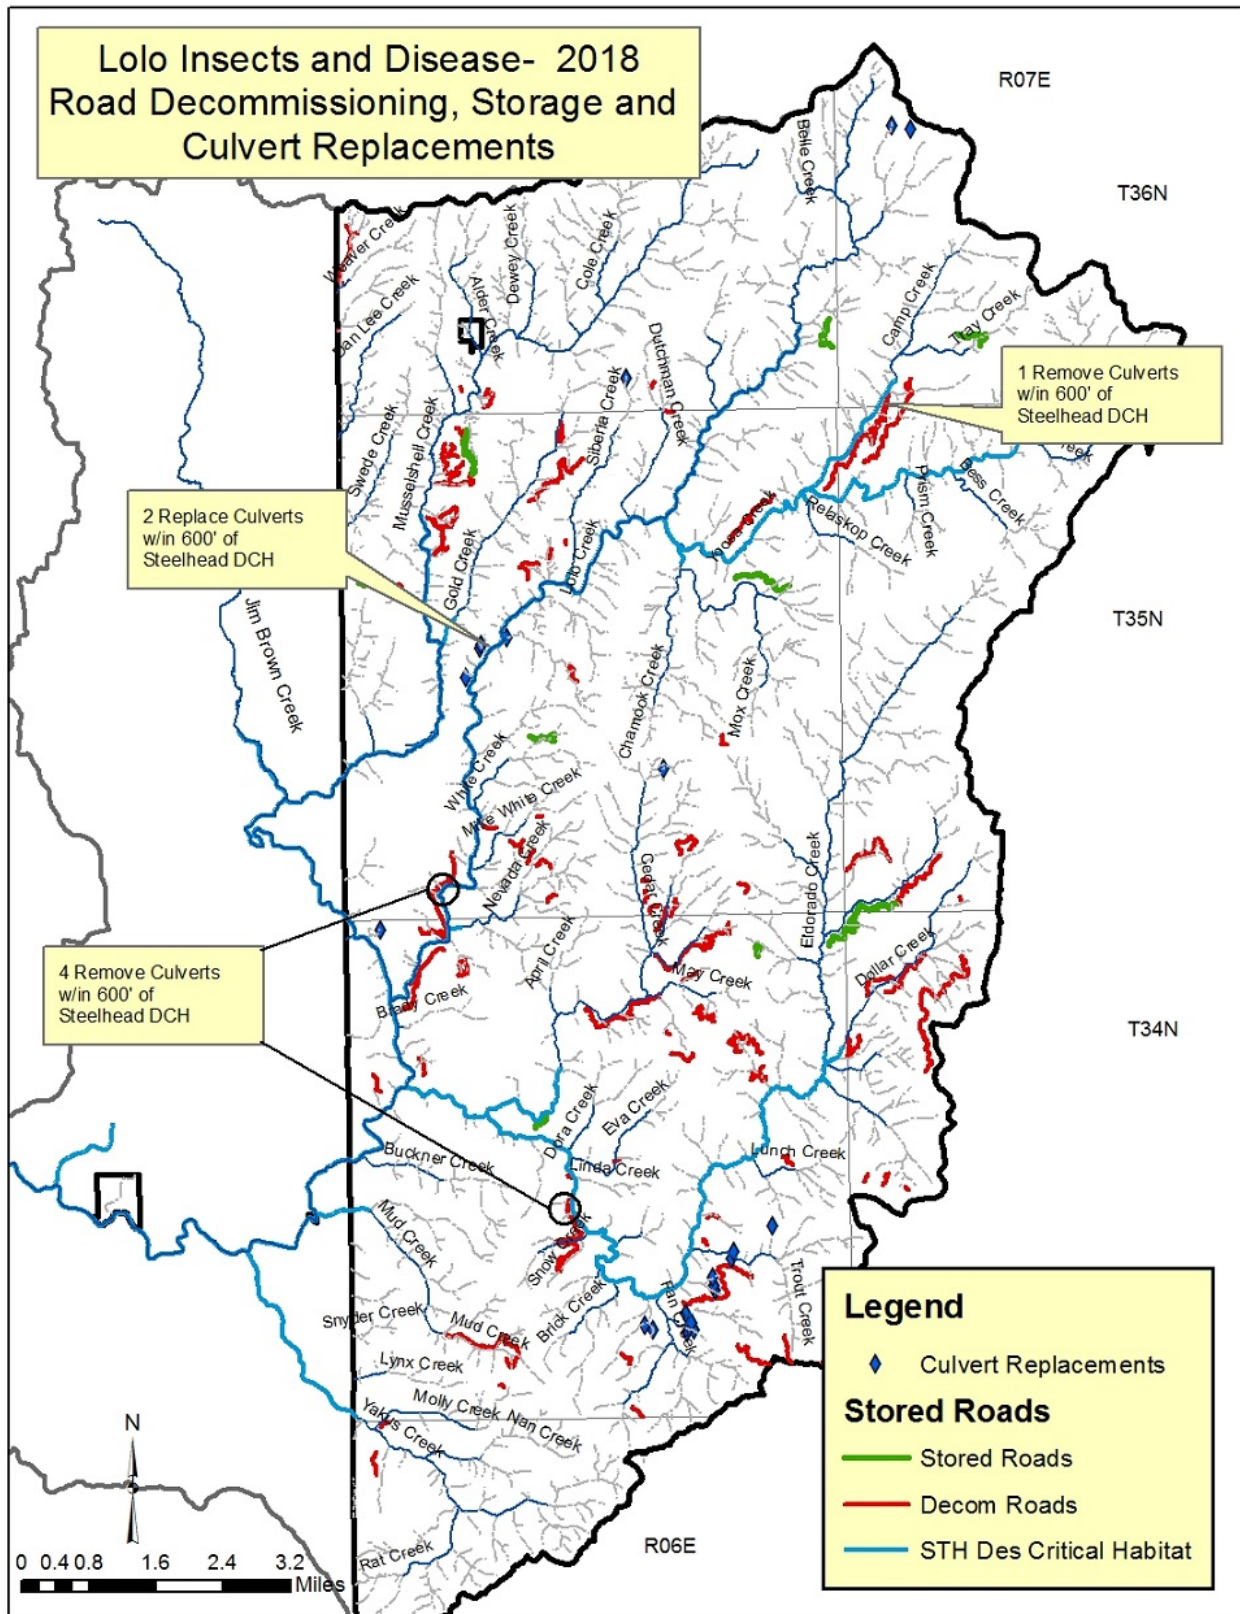 Lolo Insects and Disease- 2018
Road Decommissioning, Storage and
Culvert Replacements
R07E
T36N
Belle Creek
Weaver Creek
Dan Lee Creek
Alder Creek
Dewey Creek
Cole Creek
Camp Creek
Tray Creek
Dutchman Creek
1 Remove Culverts
w/in 600' of
Steelhead DCH
Siberia Creek
Swede Creek
Musselshell Creek
Prism Creek
Bess Creek
2 Replace Culverts
w/in 600' of
Steelhead DCH
Yoosa Creek
Relaskop Creek
Lolo Creek
Gold Creek
Jim Brown Creek
T35N
Chamook Creek
Mox Creek
White Creek
Mike White Creek
Nevada Creek
Cedar Creek
Eldorado Creek
April Creek
Dollar Creek
May Creek
4 Remove Culverts
w/in 600' of
Steelhead DCH
Brady Creek
T34N
Dora Creek
Eva Creek
Buckner Creek
Linda Creek
Lunch Creek
Mud Creek
Snow Creek
Trout Creek
Fan Creek
Brick Creek
Snyder Creek
Mud Creek
Lynx Creek
Molly Creek
Nan Creek
Yakus Creek
Rat Creek
R06E
N
0 0.4 0.8 1.6 2.4 3.2
Miles
Legend
Culvert Replacements
Stored Roads
Stored Roads
Decom Roads
STH Des Critical Habitat